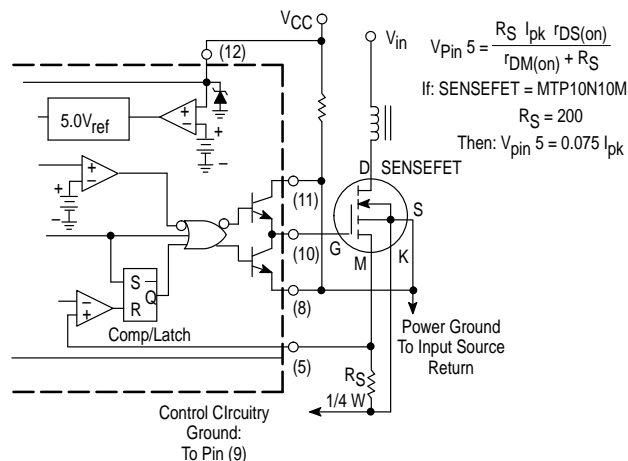 VCC
Vin
(12)
VPin 5 = RS Ipk rDS(on)
rDM(on) + RS
If: SENSEFET = MTP10N10M
RS = 200
Then: Vpin 5 = 0.075 Ipk
5.0Vref
+
–
D SENSEFET
+
–
+
–
(11)
S
(10)
G
M
K
S
Q
R
–
+
(8)
Comp/Latch
Power Ground
To Input Source
Return
(5)
RS
1/4 W
Control CIrcuitry
Ground:
To Pin (9)